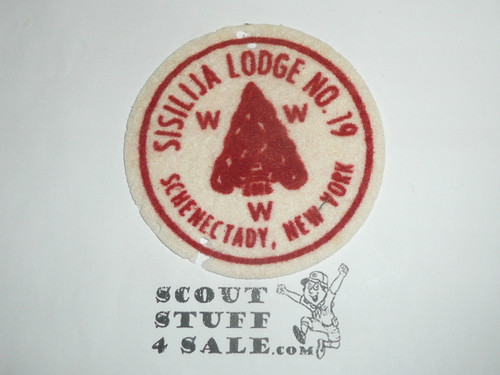 SISILIJA LODGE NO. 19
W W
W
SCHENECTADY, NEW YORK
SCOUT
STUFF
4 SALE.COM